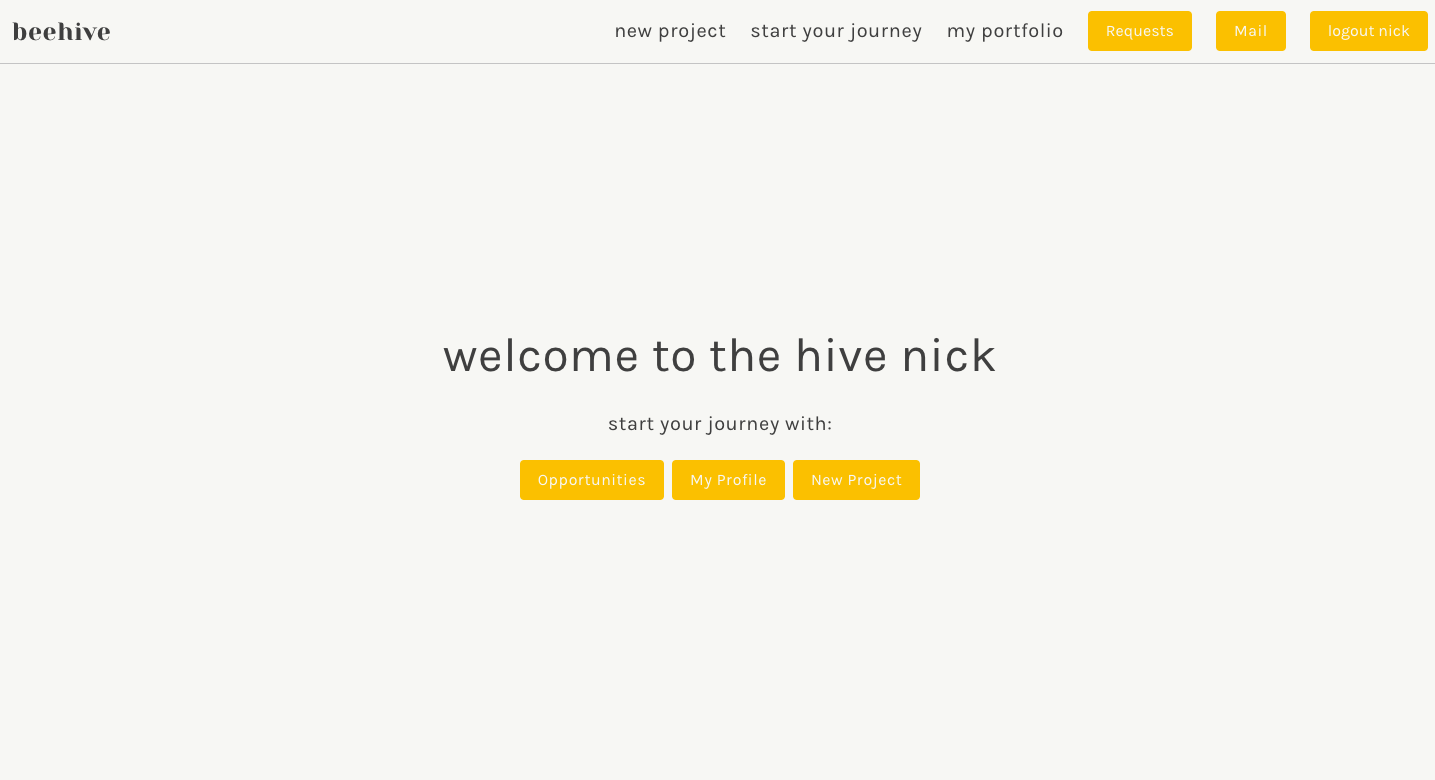 beehive new project start your journey my portfolio Requests Mail logout nick
welcome to the hive nick
start your journey with:
Opportunities My Profile New Project